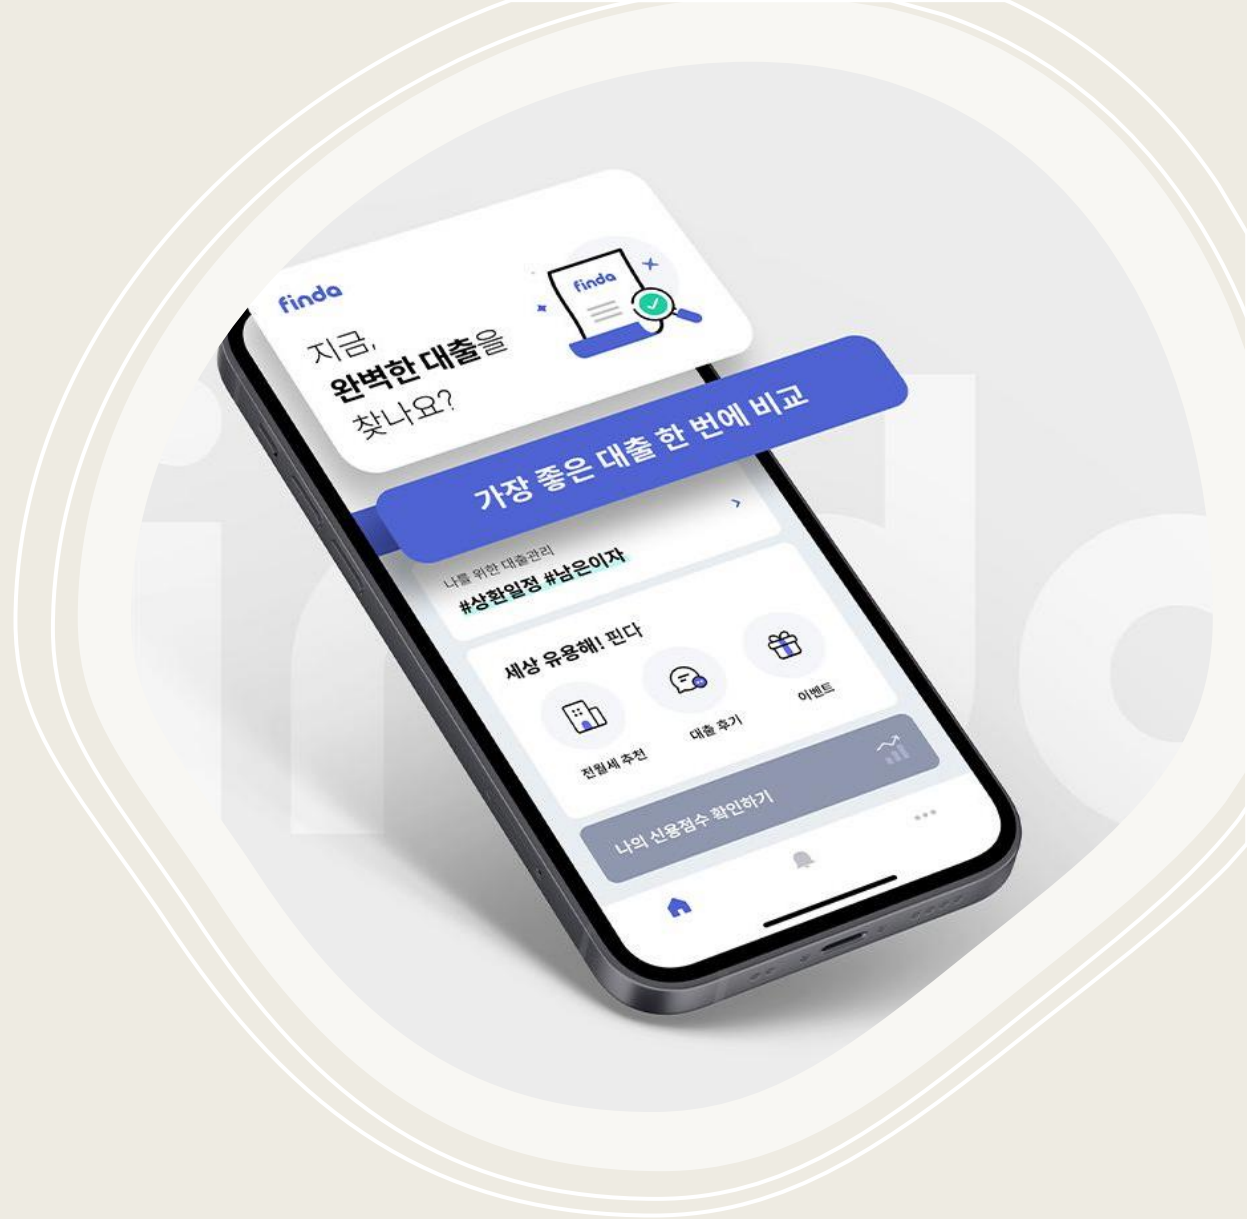 finda
지금,
완벽한 대출을
찾나요?
finda
가장 좋은 대출 한 번에 비교
나를 위한 대출관리
#상환일정 #남은이자
세상 유용해! 핀다
전월세 추천
대출 후기
이벤트
나의 신용점수 확인하기